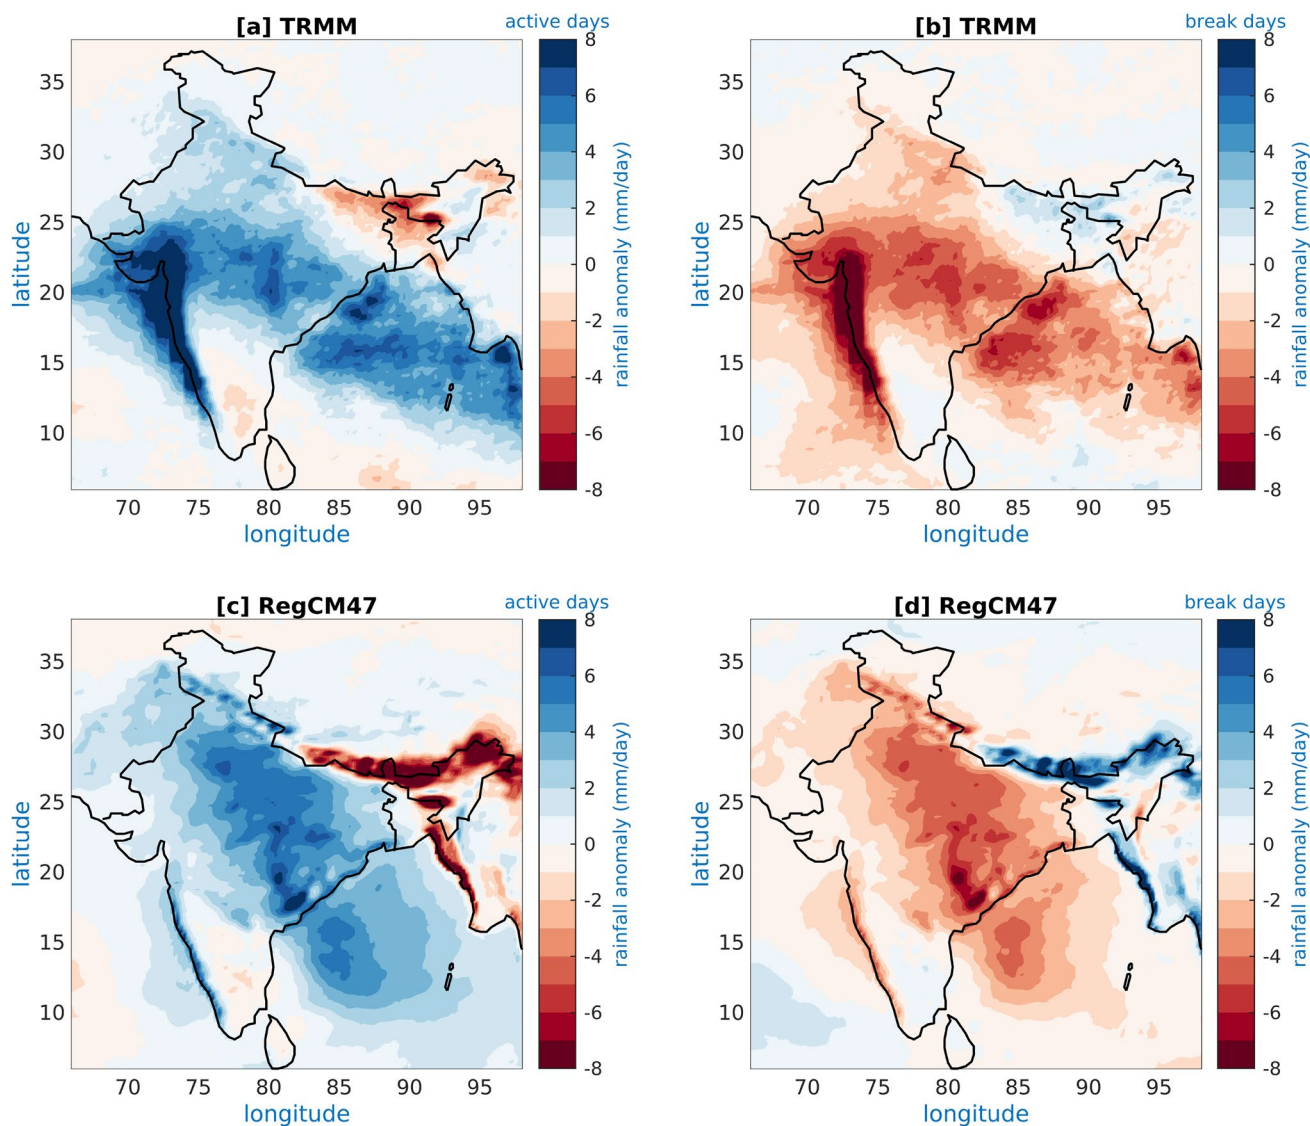 [a] TRMM
active days
8
6
4
2
0
-2
-4
-6
-8
rainfall anomaly (mm/day)
35
30
25
20
15
10
latitude
70 75 80 85 90 95
longitude
[b] TRMM
break days
8
6
4
2
0
-2
-4
-6
-8
rainfall anomaly (mm/day)
35
30
25
20
15
10
latitude
70 75 80 85 90 95
longitude
[c] RegCM47
active days
8
6
4
2
0
-2
-4
-6
-8
rainfall anomaly (mm/day)
35
30
25
20
15
10
latitude
70 75 80 85 90 95
longitude
[d] RegCM47
break days
8
6
4
2
0
-2
-4
-6
-8
rainfall anomaly (mm/day)
35
30
25
20
15
10
latitude
70 75 80 85 90 95
longitude